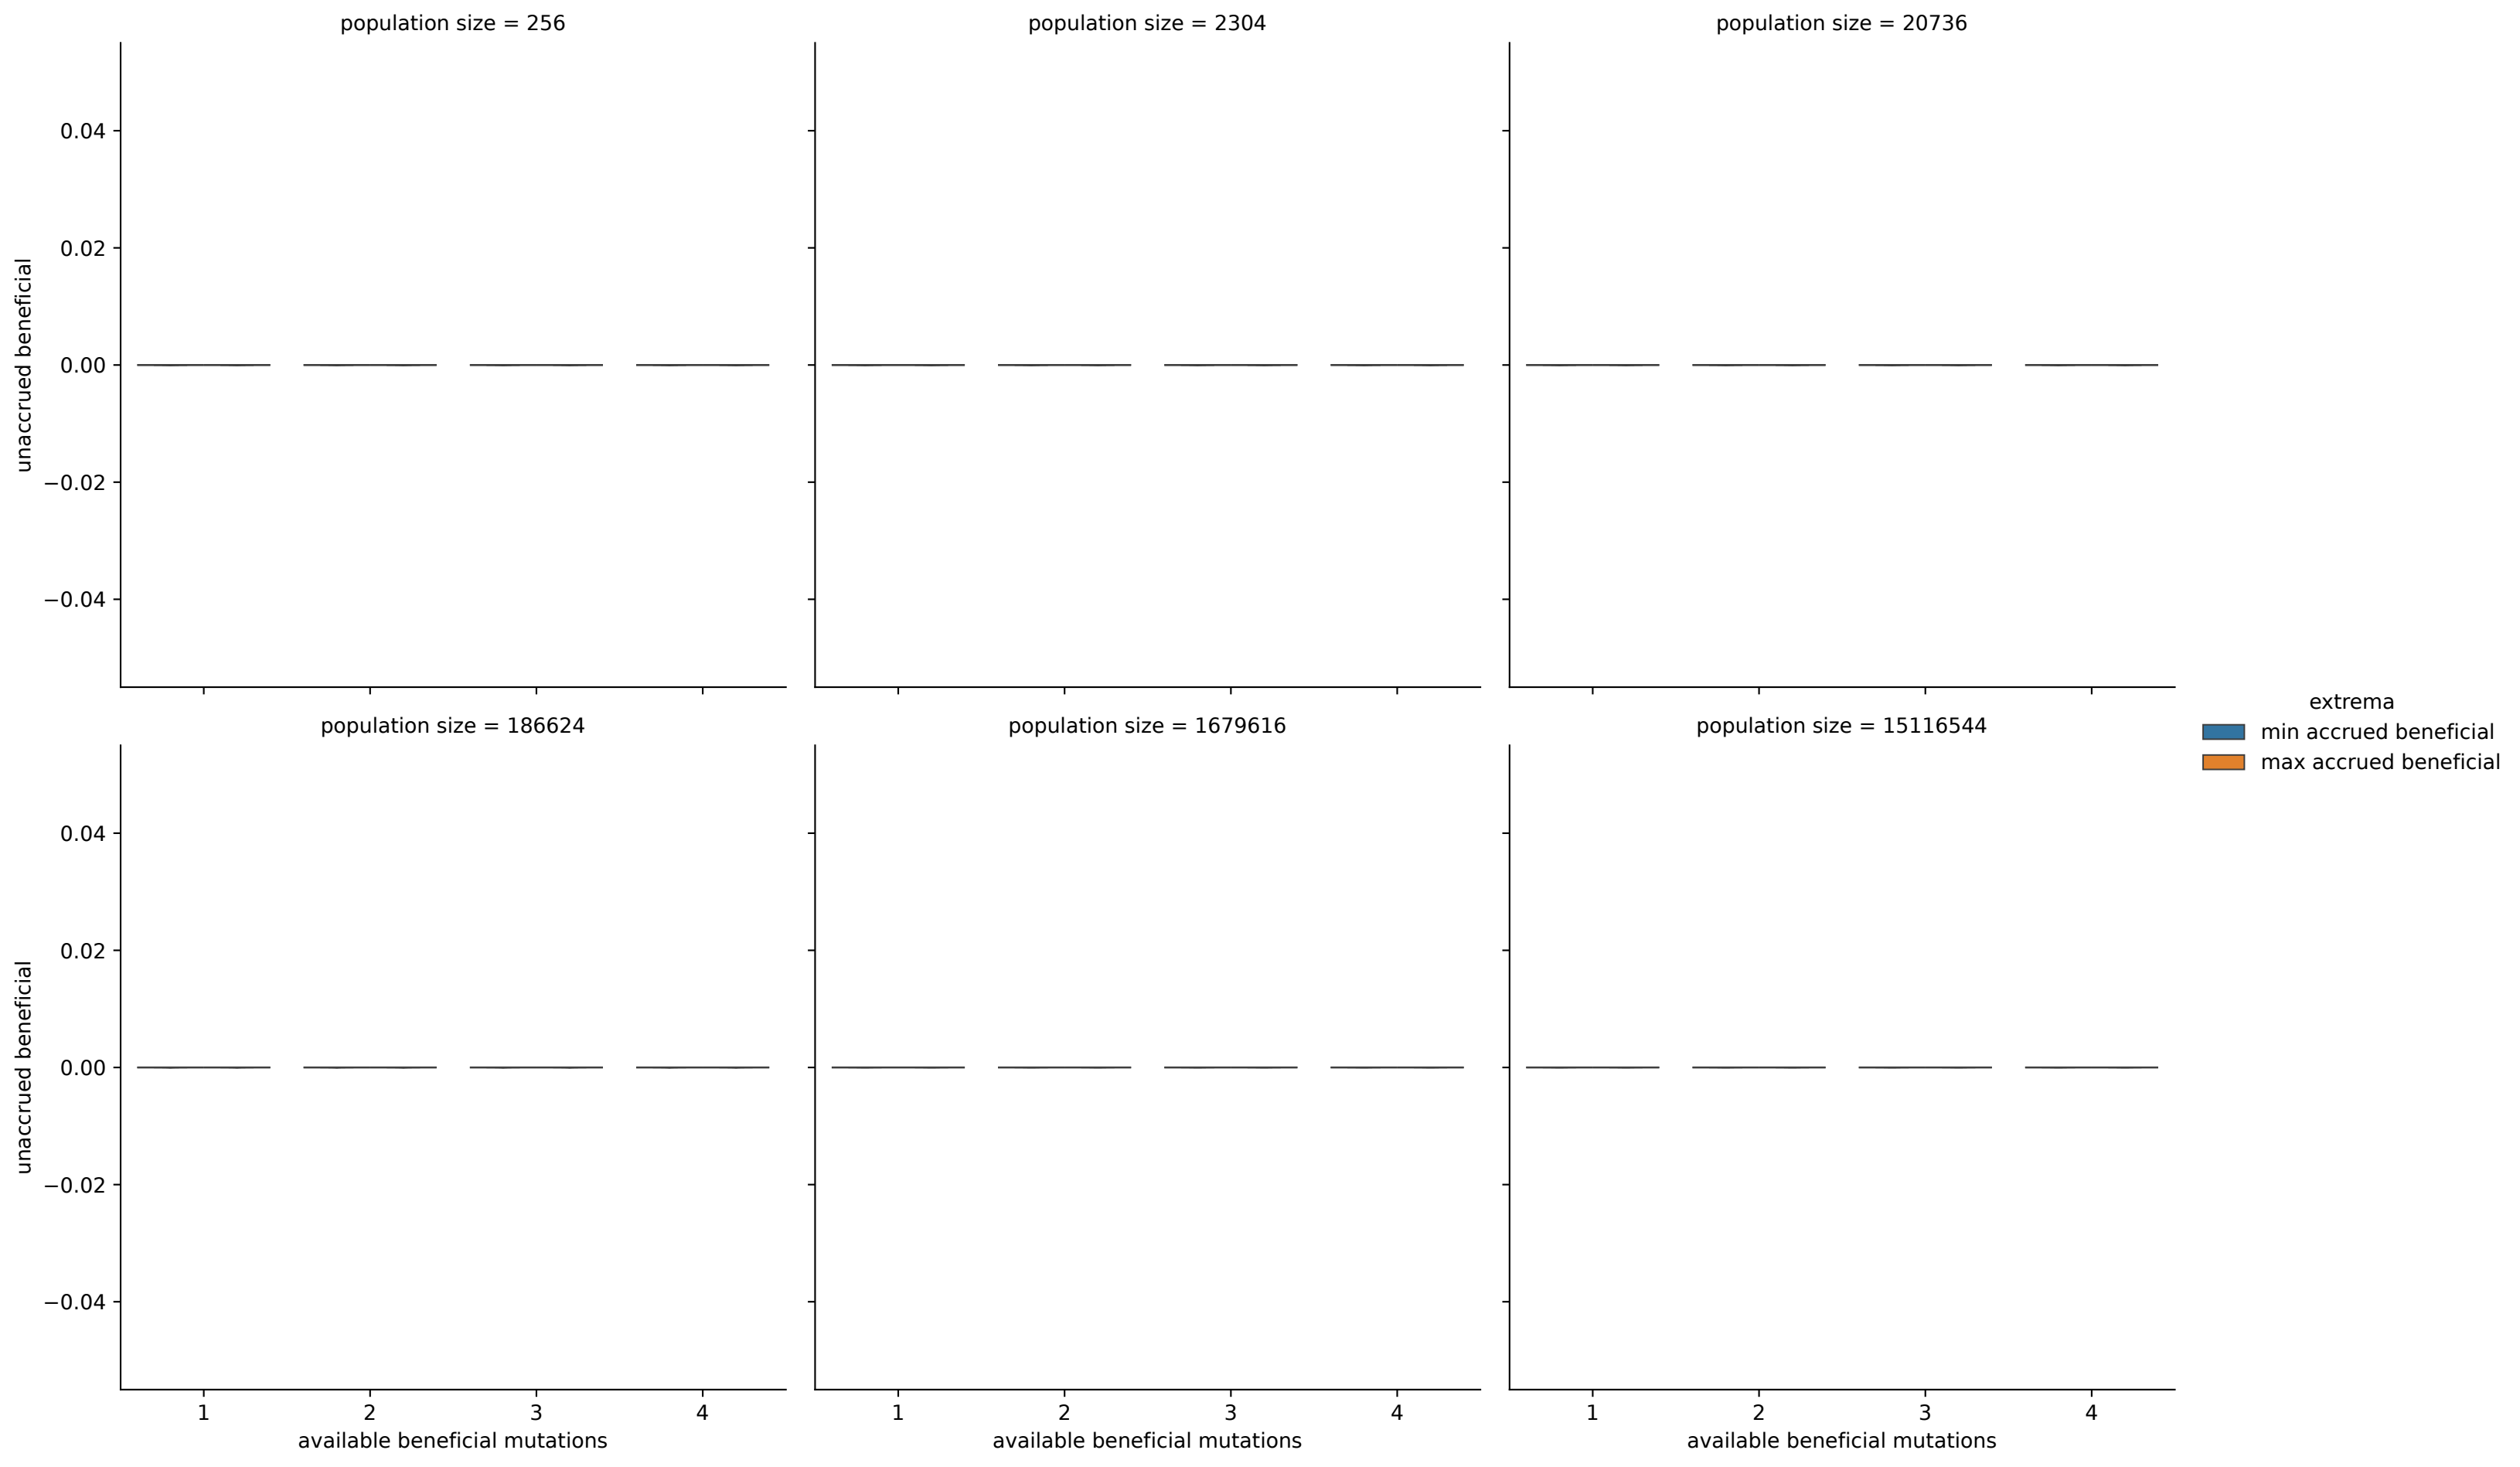 population size = 256
population size = 2304
population size = 20736
unaccrued beneficial
0.04
0.02
0.00
−0.02
−0.04
population size = 186624
population size = 1679616
population size = 15116544
extrema
min accrued beneficial
max accrued beneficial
unaccrued beneficial
0.04
0.02
0.00
−0.02
−0.04
1 2 3 4
1 2 3 4
1 2 3 4
available beneficial mutations
available beneficial mutations
available beneficial mutations